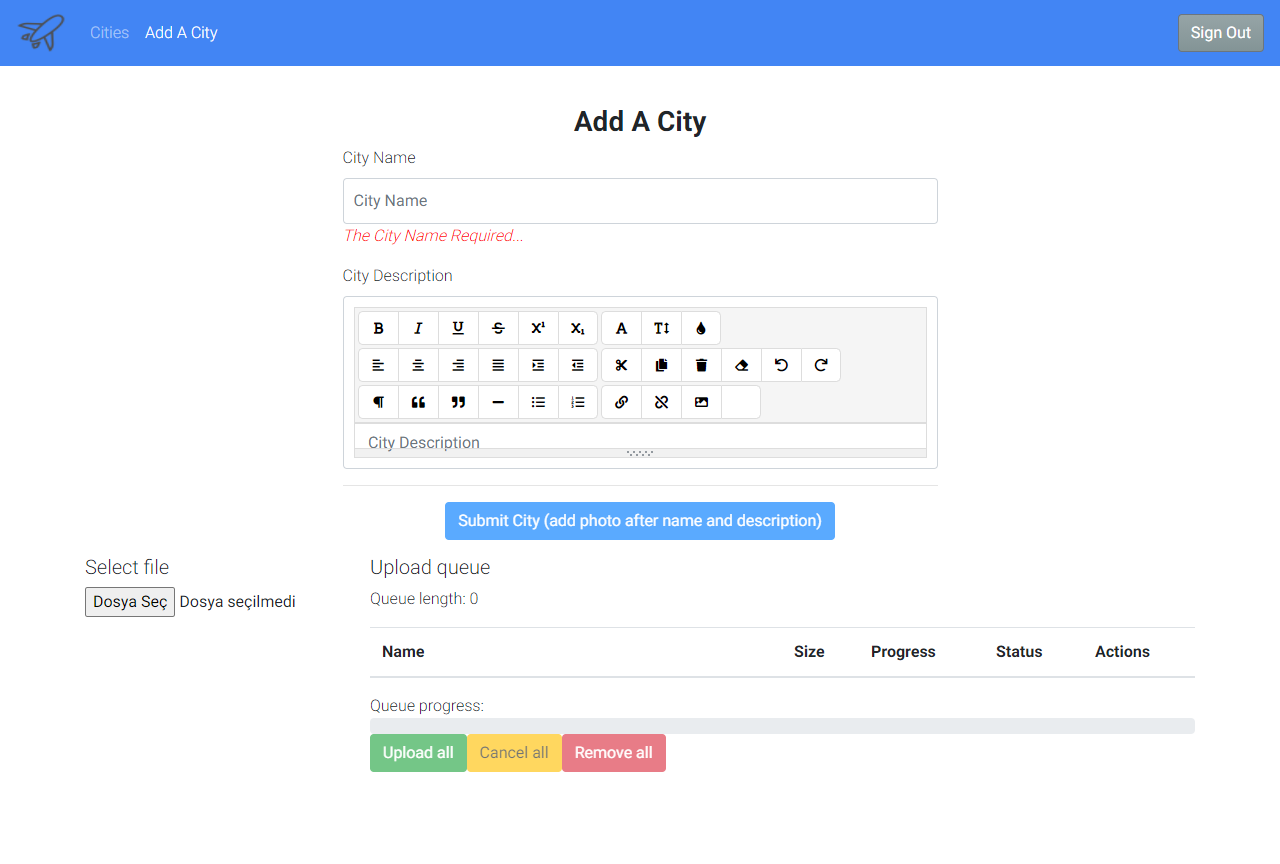 Cities Add A City Sign Out
Add A City
City Name
City Name
The City Name Required...
City Description
City Description
Submit City (add photo after name and description)
Select file
Dosya Seç Dosya seçilmedi
Upload queue
Queue length: 0
Name Size Progress Status Actions
Queue progress:
Upload all Cancel all Remove all